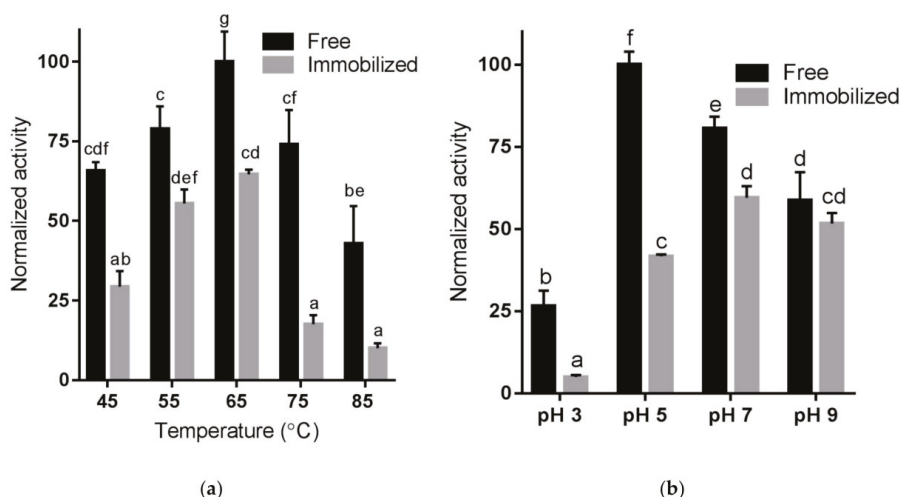 g
100
75
50
25
0
Normalized activity
Free
Immobilized
cdf
ab
c
def
cd
cf
a
be
a
45 55 65 75 85
Temperature (°C)
(a)
f
100
75
50
25
0
Normalized activity
Free
Immobilized
b
a
c
e
d
d
cd
pH 3 pH 5 pH 7 pH 9
(b)